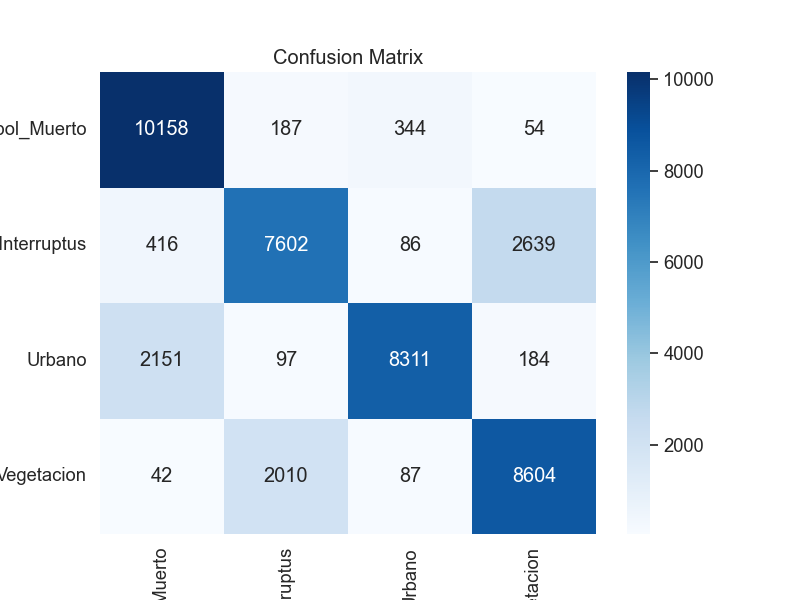 Confusion Matrix
ool_Muerto 10158 187 344 54
Interruptus 416 7602 86 2639
Urbano 2151 97 8311 184
Vegetacion 42 2010 87 8604
Muerto ruptus Urbano etacion
10000
8000
6000
4000
2000